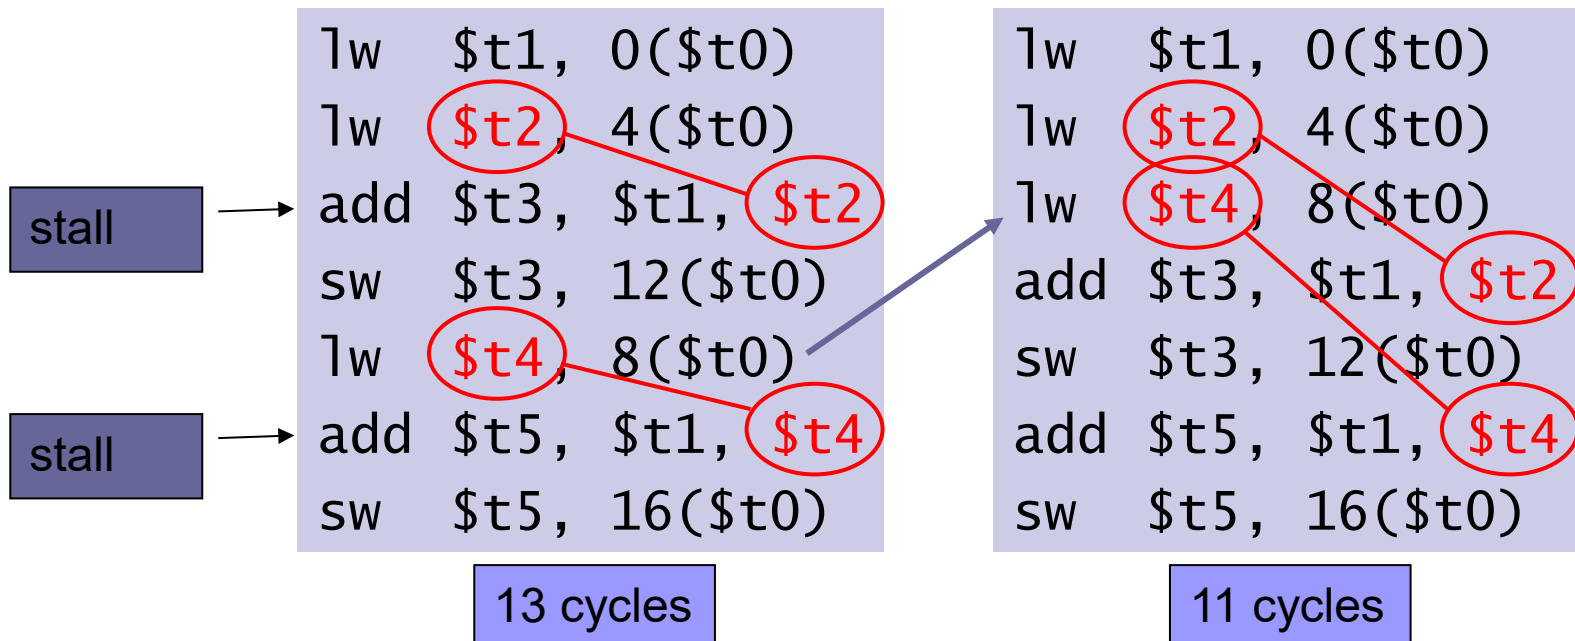 lw $t1, 0($t0)
lw $t2, 4($t0)
stall
add $t3, $t1, $t2
sw $t3, 12($t0)
lw $t4, 8($t0)
stall
add $t5, $t1, $t4
sw $t5, 16($t0)
13 cycles
lw $t1, 0($t0)
lw $t2, 4($t0)
lw $t4, 8($t0)
add $t3, $t1, $t2
sw $t3, 12($t0)
add $t5, $t1, $t4
sw $t5, 16($t0)
11 cycles